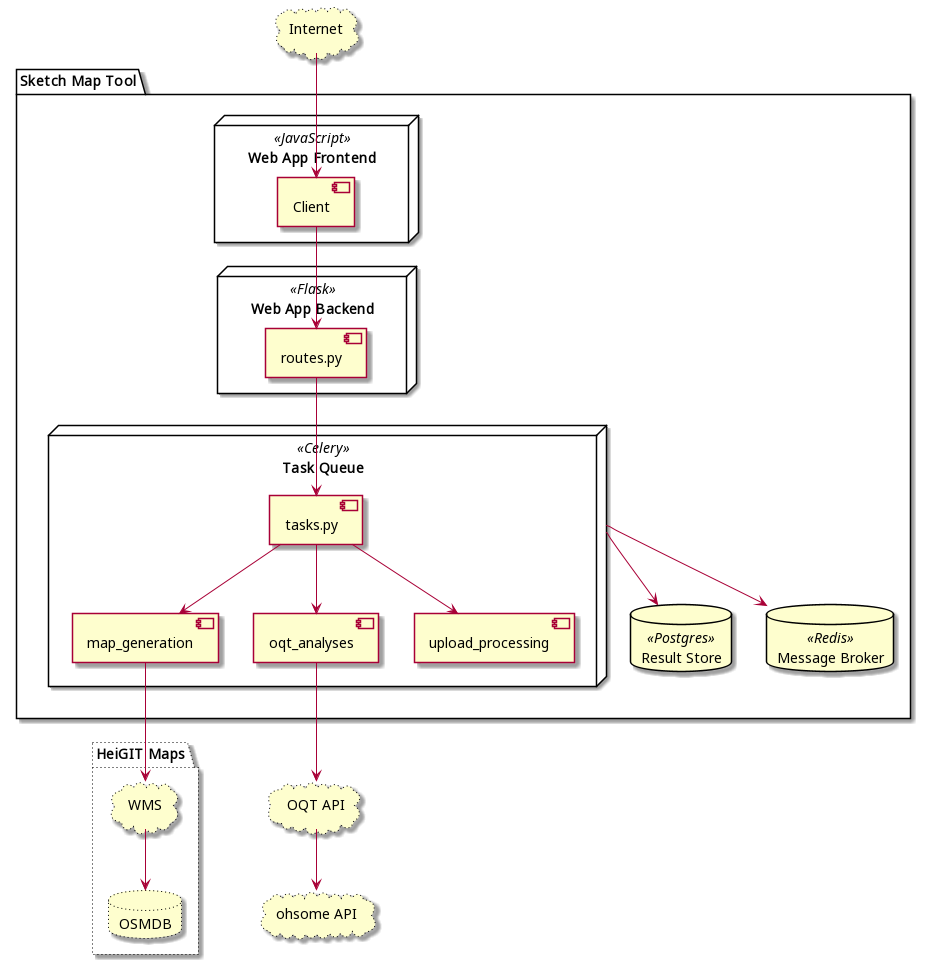 Internet
Sketch Map Tool
«JavaScript»
Web App Frontend
Client
«Flask»
Web App Backend
routes.py
«Celery»
Task Queue
tasks.py
map_generation
oqt_analyses
upload_processing
«Postgres»
Result Store
«Redis»
Message Broker
HeiGIT Maps
WMS
OQT API
OSMDB
ohsome API